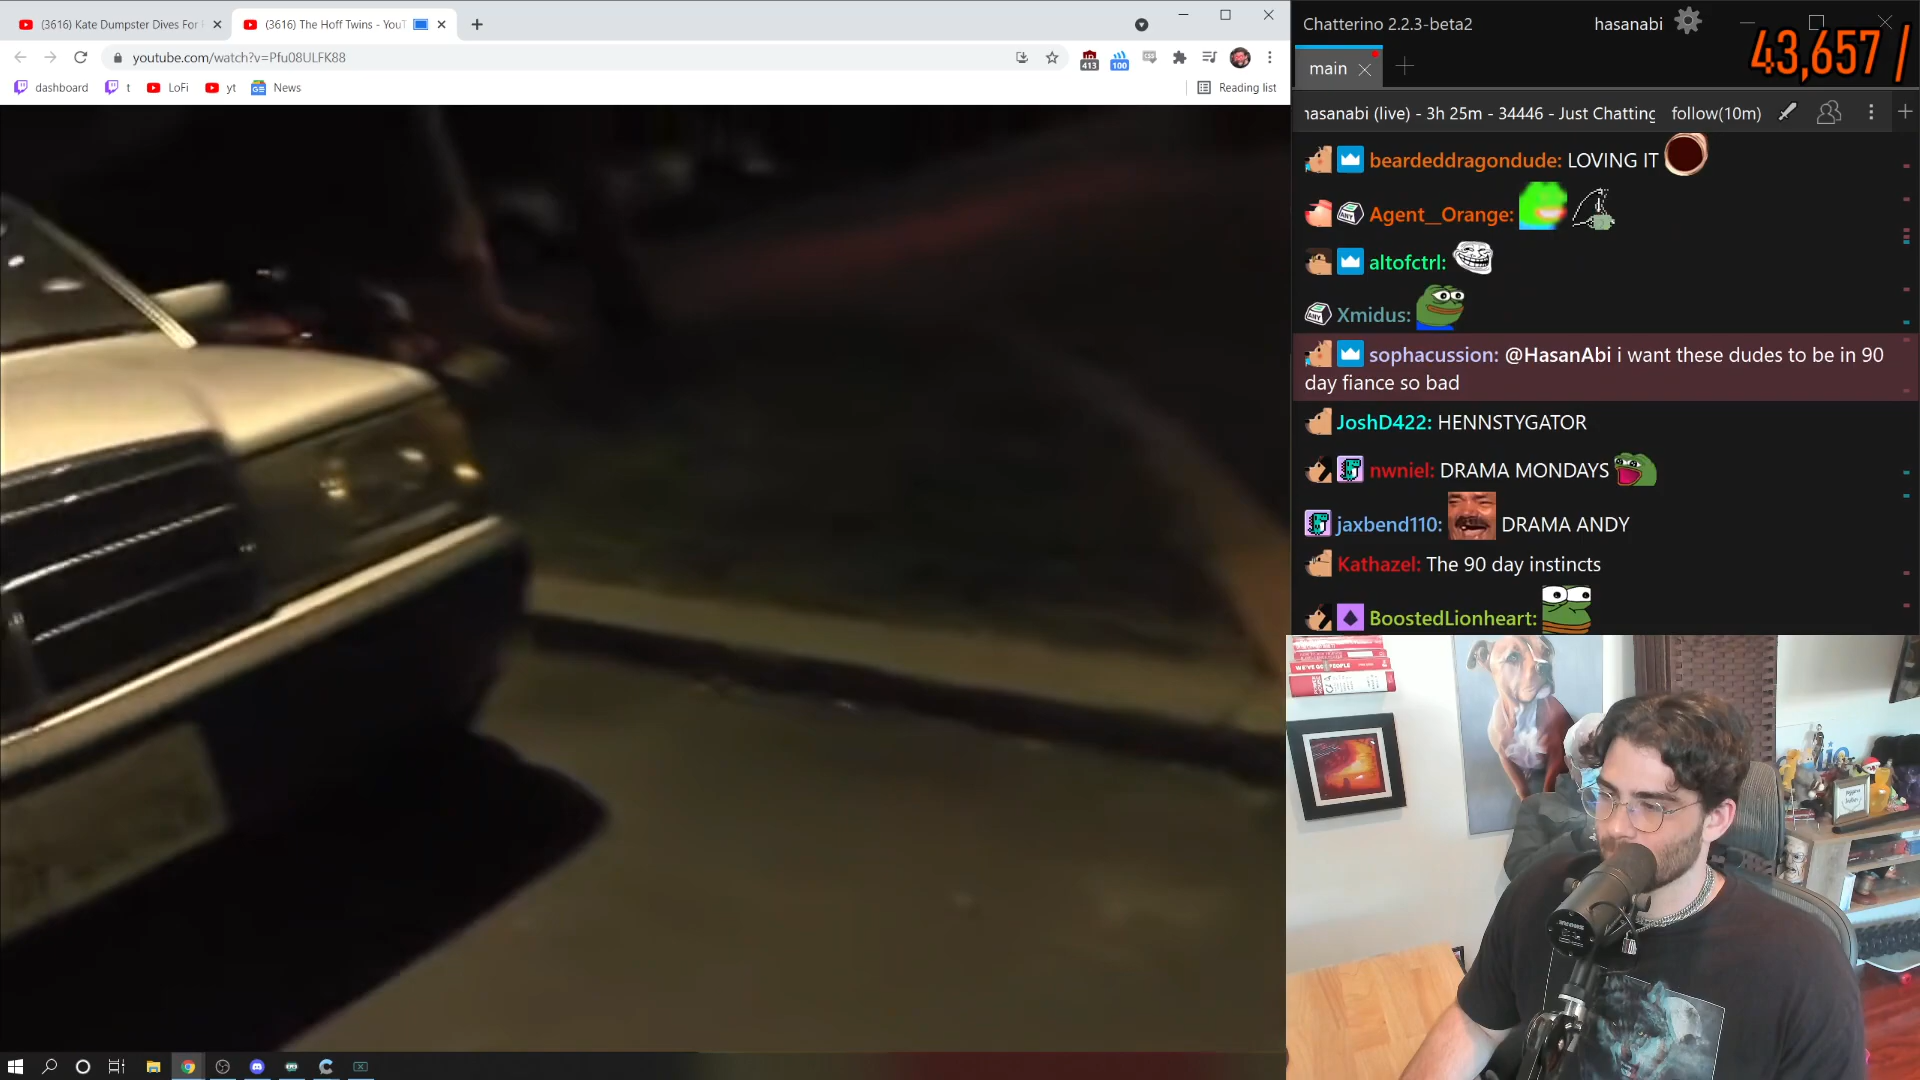 (3616) Kate Dumpster Dives For
(3616) The Hoff Twins - YouT
youtube.com/watch?v=Pfu08ULFK88
413
100
dashboard
t
LoFi
yt
News
Reading list
Chatterino 2.2.3-beta2
hasanabi
43,657 /
main
hasanabi (live) - 3h 25m - 34446 - Just Chatting
follow(10m)
beardeddragondude: LOVING IT
Agent__Orange:
altofctrl:
Xmidus:
sophacussion: @HasanAbi i want these dudes to be in 90
day fiance so bad
JoshD422: HENNSTYGATOR
nwniel: DRAMA MONDAYS
jaxbend110: DRAMA ANDY
Kathazel: The 90 day instincts
BoostedLionheart: